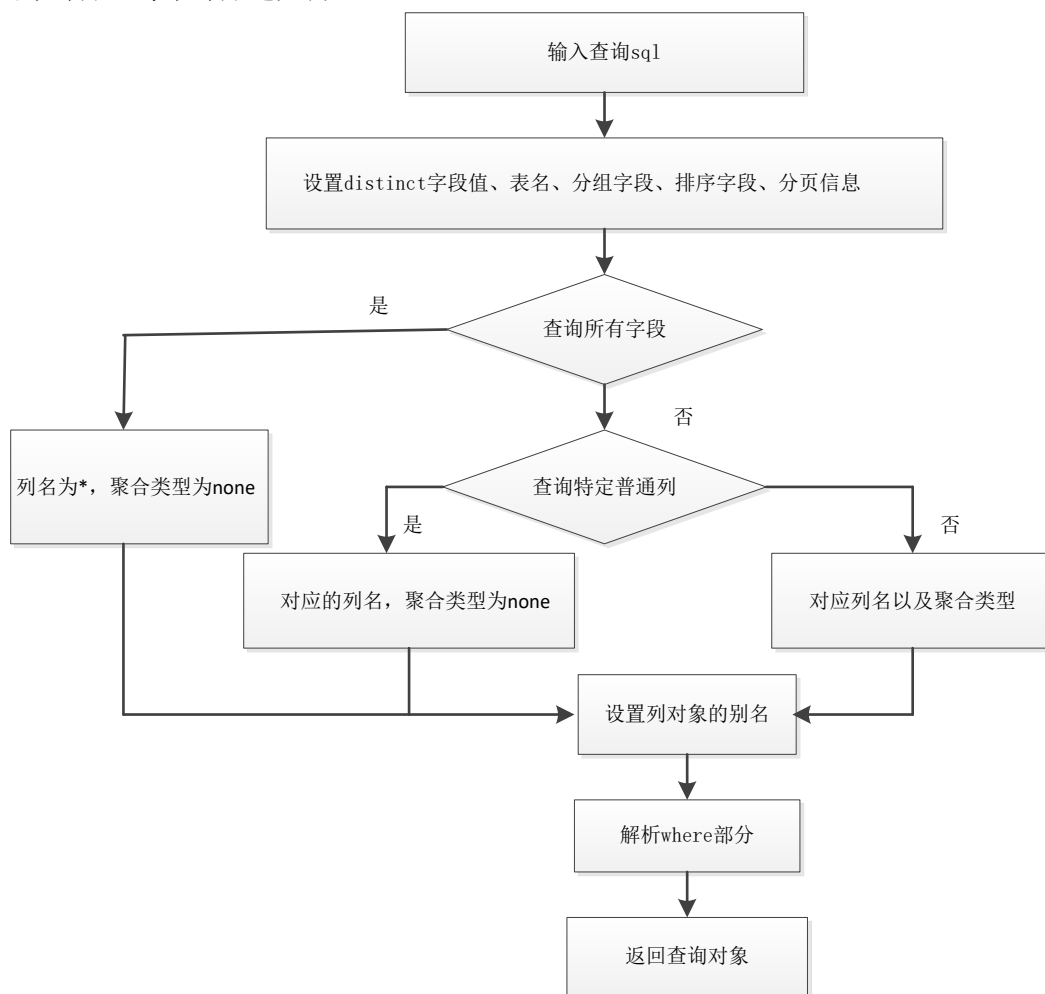 输入查询sql
设置distinct字段值、表名、分组字段、排序字段、分页信息
是
查询所有字段
否
列名为*，聚合类型为none
查询特定普通列
是
否
对应的列名，聚合类型为none
对应列名以及聚合类型
设置列对象的别名
解析where部分
返回查询对象